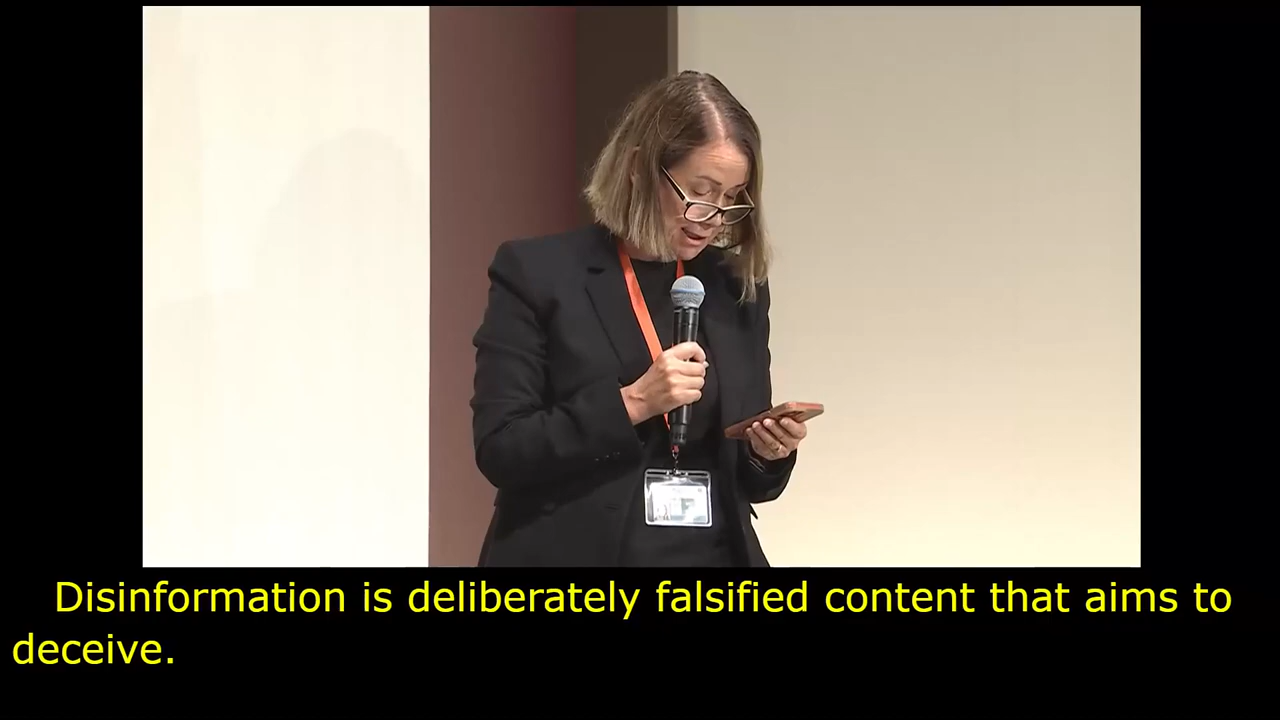 Disinformation is deliberately falsified content that aims to
deceive.